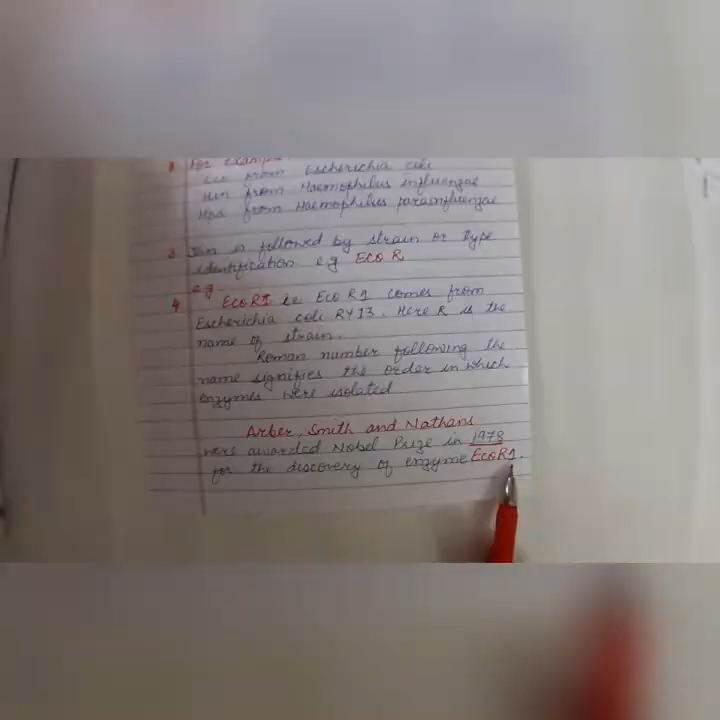 For example
Eco from Escherichia coli
Hin from Haemophilus influenzae
Hpa from Haemophilus parainfluenzae
3 is followed by strain or type
identification e.g Eco R
e.g.
4 EcoRI ie Eco R1 comes from
Escherichia coli RY13. Here R is the
name of strain.
Roman number following the
name signifies the order in which
enzymes were isolated
Arber, Smith and Nathans
were awarded Nobel Prize in 1978
for the discovery of enzyme EcoR1.